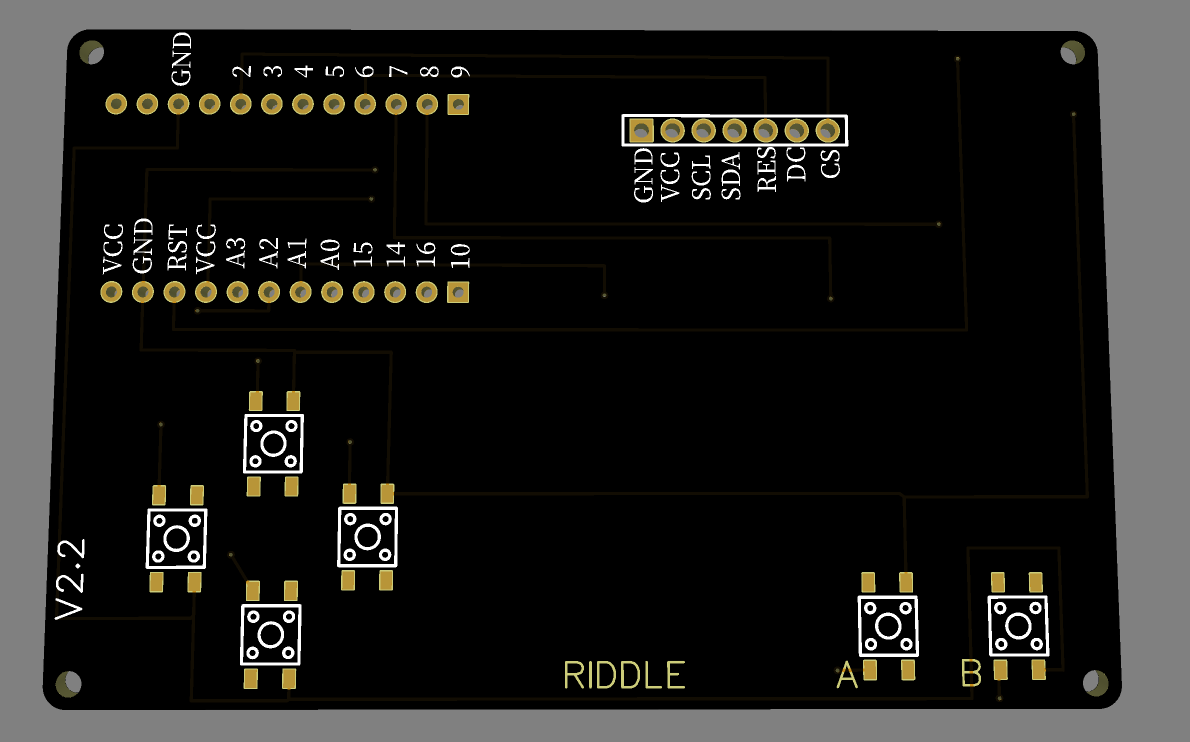 GND 2 3 4 5 6 7 8 9
GND VCC SCL SDA RES DC CS
VCC GND RST VCC A3 A2 A1 A0 15 14 16 10
V2.2
RIDDLE
A
B